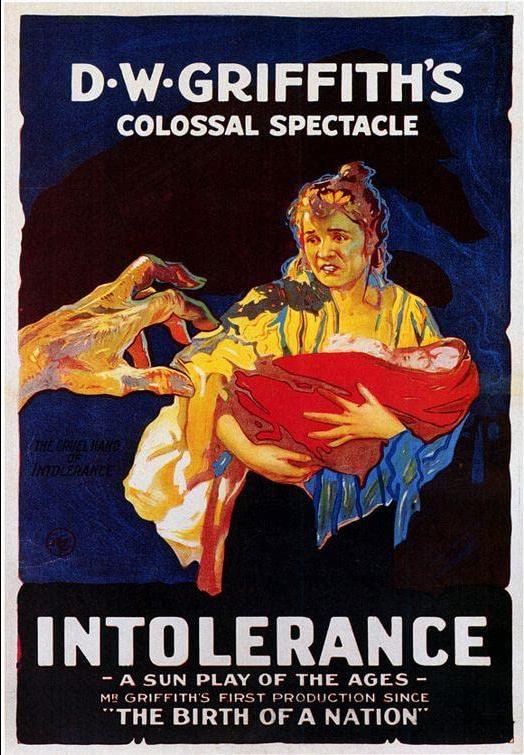 D·W·GRIFFITH'S
COLOSSAL SPECTACLE
THE CRUEL HAND
OF
INTOLERANCE
INTOLERANCE
- A SUN PLAY OF THE AGES -
MR GRIFFITH'S FIRST PRODUCTION SINCE
"THE BIRTH OF A NATION"